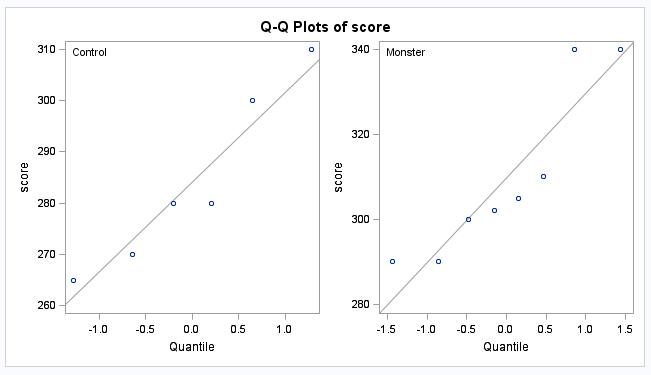 Q-Q Plots of score
Control
310
300
290
280
270
260
score
-1.0 -0.5 0.0 0.5 1.0
Quantile
Monster
340
320
300
280
score
-1.5 -1.0 -0.5 0.0 0.5 1.0 1.5
Quantile